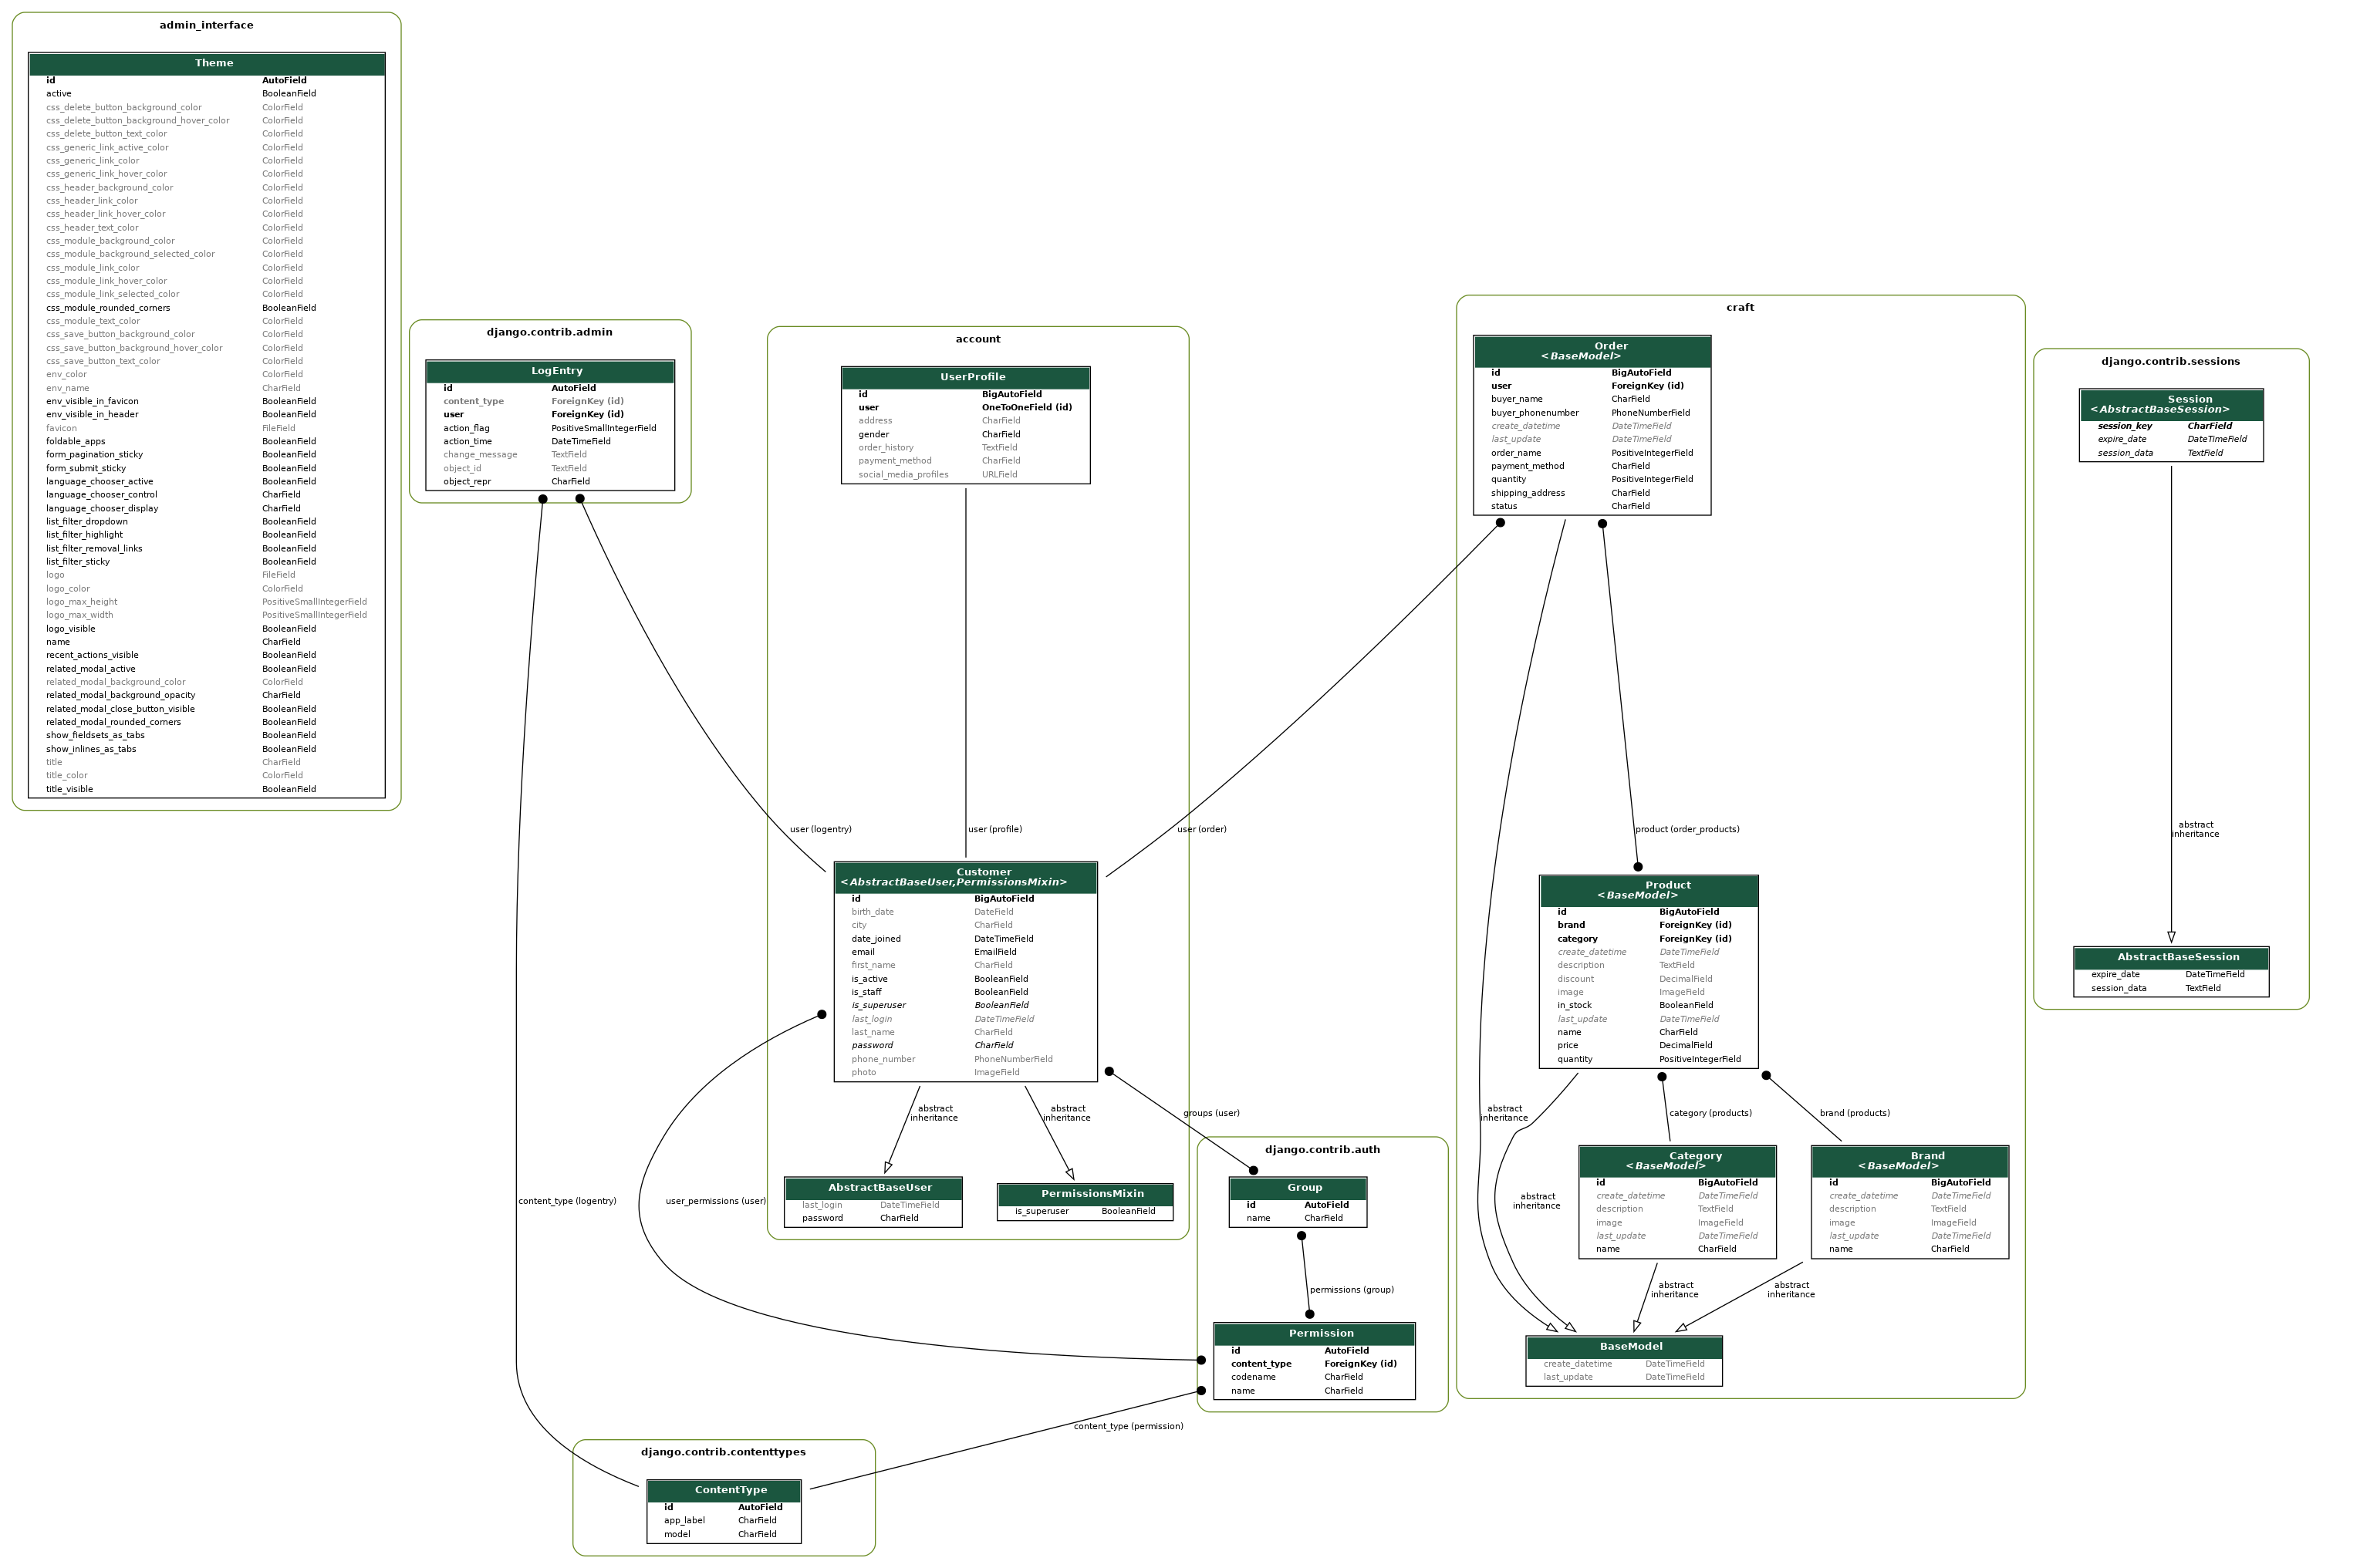 admin_interface
Theme
id AutoField
active BooleanField
css_delete_button_background_color ColorField
css_delete_button_background_hover_color ColorField
css_delete_button_text_color ColorField
css_generic_link_active_color ColorField
css_generic_link_color ColorField
css_generic_link_hover_color ColorField
css_header_background_color ColorField
css_header_link_color ColorField
css_header_link_hover_color ColorField
css_header_text_color ColorField
css_module_background_color ColorField
css_module_background_selected_color ColorField
css_module_link_color ColorField
css_module_link_hover_color ColorField
css_module_link_selected_color ColorField
css_module_rounded_corners BooleanField
css_module_text_color ColorField
css_save_button_background_color ColorField
css_save_button_background_hover_color ColorField
css_save_button_text_color ColorField
env_color ColorField
env_name CharField
env_visible_in_favicon BooleanField
env_visible_in_header BooleanField
favicon FileField
foldable_apps BooleanField
form_pagination_sticky BooleanField
form_submit_sticky BooleanField
language_chooser_active BooleanField
language_chooser_control CharField
language_chooser_display CharField
list_filter_dropdown BooleanField
list_filter_highlight BooleanField
list_filter_removal_links BooleanField
list_filter_sticky BooleanField
logo FileField
logo_color ColorField
logo_max_height PositiveSmallIntegerField
logo_max_width PositiveSmallIntegerField
logo_visible BooleanField
name CharField
recent_actions_visible BooleanField
related_modal_active BooleanField
related_modal_background_color ColorField
related_modal_background_opacity CharField
related_modal_close_button_visible BooleanField
related_modal_rounded_corners BooleanField
show_fieldsets_as_tabs BooleanField
show_inlines_as_tabs BooleanField
title CharField
title_color ColorField
title_visible BooleanField
django.contrib.admin
LogEntry
id AutoField
content_type ForeignKey (id)
user ForeignKey (id)
action_flag PositiveSmallIntegerField
action_time DateTimeField
change_message TextField
object_id TextField
object_repr CharField
account
UserProfile
id BigAutoField
user OneToOneField (id)
address CharField
gender CharField
order_history TextField
payment_method CharField
social_media_profiles URLField
user (logentry)
user (profile)
user (order)
Customer
<AbstractBaseUser,PermissionsMixin>
id BigAutoField
birth_date DateField
city CharField
date_joined DateTimeField
email EmailField
first_name CharField
is_active BooleanField
is_staff BooleanField
is_superuser BooleanField
last_login DateTimeField
last_name CharField
password CharField
phone_number PhoneNumberField
photo ImageField
abstract
inheritance
abstract
inheritance
groups (user)
content_type (logentry)
user_permissions (user)
AbstractBaseUser
last_login DateTimeField
password CharField
PermissionsMixin
is_superuser BooleanField
django.contrib.auth
Group
id AutoField
name CharField
permissions (group)
Permission
id AutoField
content_type ForeignKey (id)
codename CharField
name CharField
content_type (permission)
django.contrib.contenttypes
ContentType
id AutoField
app_label CharField
model CharField
craft
Order
<BaseModel>
id BigAutoField
user ForeignKey (id)
buyer_name CharField
buyer_phonenumber PhoneNumberField
create_datetime DateTimeField
last_update DateTimeField
order_name PositiveIntegerField
payment_method CharField
quantity PositiveIntegerField
shipping_address CharField
status CharField
product (order_products)
Product
<BaseModel>
id BigAutoField
brand ForeignKey (id)
category ForeignKey (id)
create_datetime DateTimeField
description TextField
discount DecimalField
image ImageField
in_stock BooleanField
last_update DateTimeField
name CharField
price DecimalField
quantity PositiveIntegerField
abstract
inheritance
category (products)
brand (products)
abstract
inheritance
Category
<BaseModel>
id BigAutoField
create_datetime DateTimeField
description TextField
image ImageField
last_update DateTimeField
name CharField
Brand
<BaseModel>
id BigAutoField
create_datetime DateTimeField
description TextField
image ImageField
last_update DateTimeField
name CharField
abstract
inheritance
abstract
inheritance
BaseModel
create_datetime DateTimeField
last_update DateTimeField
django.contrib.sessions
Session
<AbstractBaseSession>
session_key CharField
expire_date DateTimeField
session_data TextField
abstract
inheritance
AbstractBaseSession
expire_date DateTimeField
session_data TextField